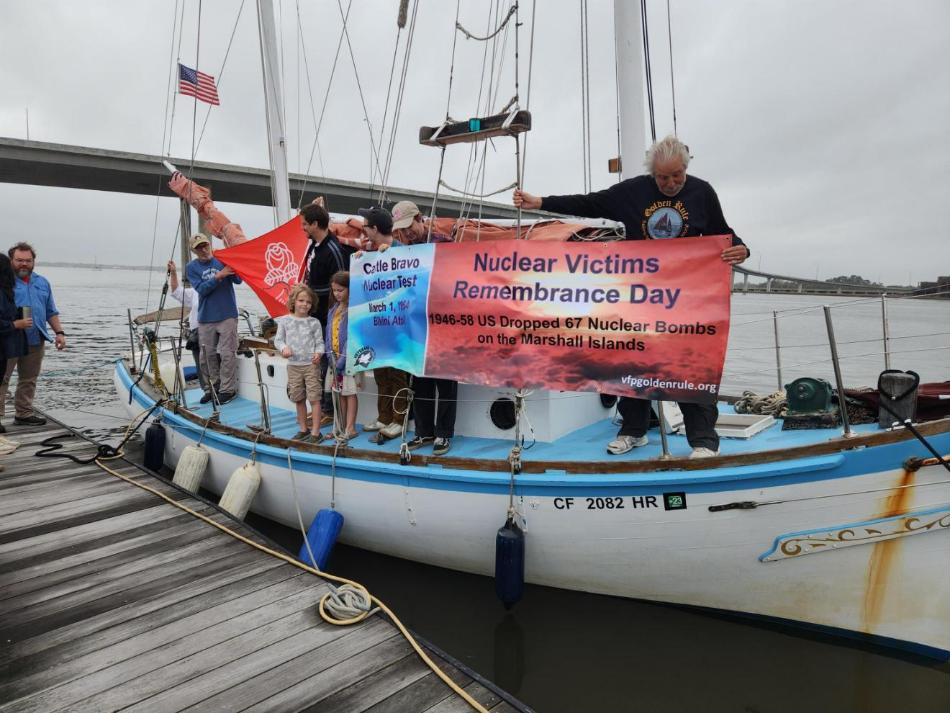 Golden Rule
Castle Bravo
Nuclear Test
March 1, 1954
Bikini Atoll
Nuclear Victims
Remembrance Day
1946-58 US Dropped 67 Nuclear Bombs
on the Marshall Islands
vfpgoldenrule.org
CF 2082 HR
23